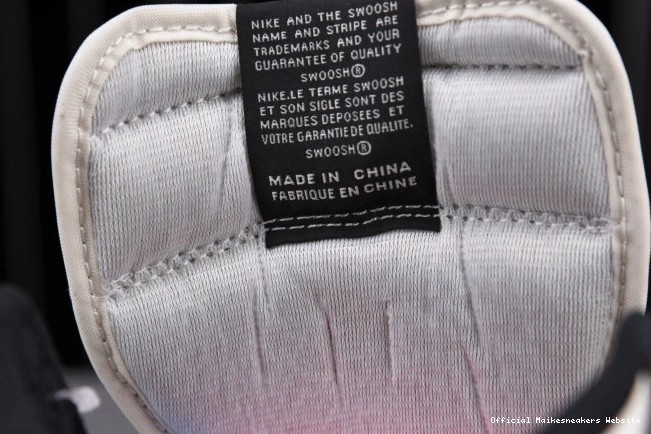 NIKE AND THE SWOOSH
NAME AND STRIPE ARE
TRADEMARKS AND YOUR
GUARANTEE OF QUALITY
SWOOSH®
NIKE.LE TERME SWOOSH
ET SON SIGLE SONT DES
MARQUES DEPOSEES ET
VOTRE GARANTIE DE QUALITE.
SWOOSH®
MADE IN CHINA
FABRIQUE EN CHINE
Official Maikesneakers Website